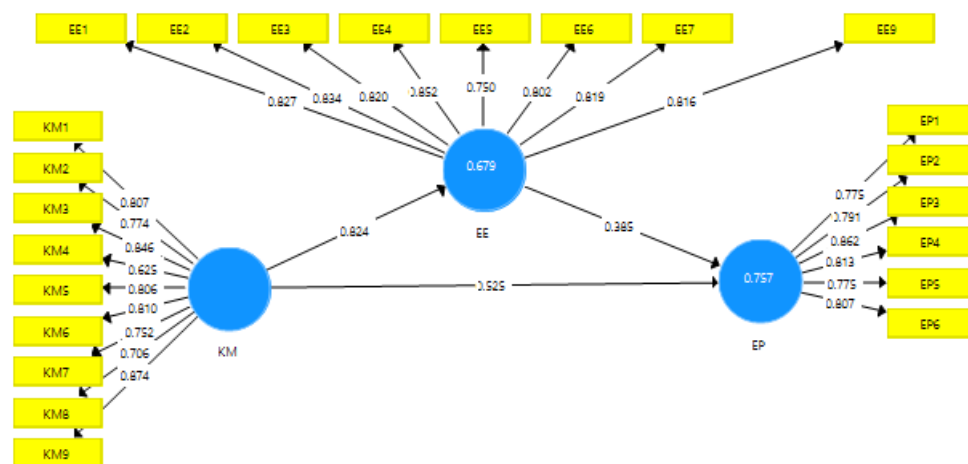 EE1 EE2 EE3 EE4 EE5 EE6 EE7 EE9
0.827 0.834 0.820 0.852 0.750 0.802 0.819 0.816
KM1
KM2
KM3
KM4
KM5
KM6
KM7
KM8
KM9
0.807
0.774
0.846
0.625
0.806
0.810
0.752
0.706
0.874
KM
0.824
0.679
EE
0.385
0.525
0.757
EP
0.775
0.791
0.862
0.813
0.775
0.807
EP1
EP2
EP3
EP4
EP5
EP6